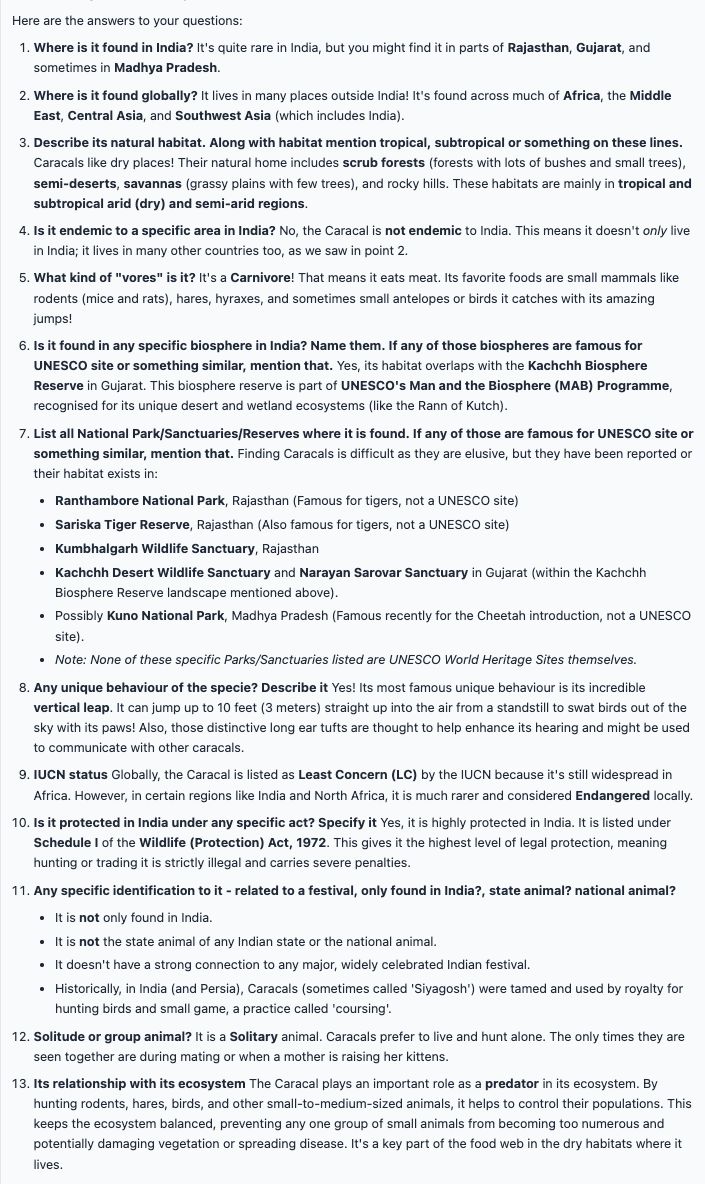 Here are the answers to your questions:
1. Where is it found in India? It's quite rare in India, but you might find it in parts of Rajasthan, Gujarat, and
sometimes in Madhya Pradesh.
2. Where is it found globally? It lives in many places outside India! It's found across much of Africa, the Middle
East, Central Asia, and Southwest Asia (which includes India).
3. Describe its natural habitat. Along with habitat mention tropical, subtropical or something on these lines.
Caracals like dry places! Their natural home includes scrub forests (forests with lots of bushes and small trees),
semi-deserts, savannas (grassy plains with few trees), and rocky hills. These habitats are mainly in tropical and
subtropical arid (dry) and semi-arid regions.
4. Is it endemic to a specific area in India? No, the Caracal is not endemic to India. This means it doesn't only live
in India; it lives in many other countries too, as we saw in point 2.
5. What kind of "vores" is it? It's a Carnivore! That means it eats meat. Its favorite foods are small mammals like
rodents (mice and rats), hares, hyraxes, and sometimes small antelopes or birds it catches with its amazing
jumps!
6. Is it found in any specific biosphere in India? Name them. If any of those biospheres are famous for
UNESCO site or something similar, mention that. Yes, its habitat overlaps with the Kachchh Biosphere
Reserve in Gujarat. This biosphere reserve is part of UNESCO's Man and the Biosphere (MAB) Programme,
recognised for its unique desert and wetland ecosystems (like the Rann of Kutch).
7. List all National Park/Sanctuaries/Reserves where it is found. If any of those are famous for UNESCO site or
something similar, mention that. Finding Caracals is difficult as they are elusive, but they have been reported or
their habitat exists in:
• Ranthambore National Park, Rajasthan (Famous for tigers, not a UNESCO site)
• Sariska Tiger Reserve, Rajasthan (Also famous for tigers, not a UNESCO site)
• Kumbhalgarh Wildlife Sanctuary, Rajasthan
• Kachchh Desert Wildlife Sanctuary and Narayan Sarovar Sanctuary in Gujarat (within the Kachchh
Biosphere Reserve landscape mentioned above).
• Possibly Kuno National Park, Madhya Pradesh (Famous recently for the Cheetah introduction, not a UNESCO
site).
• Note: None of these specific Parks/Sanctuaries listed are UNESCO World Heritage Sites themselves.
8. Any unique behaviour of the specie? Describe it Yes! Its most famous unique behaviour is its incredible
vertical leap. It can jump up to 10 feet (3 meters) straight up into the air from a standstill to swat birds out of the
sky with its paws! Also, those distinctive long ear tufts are thought to help enhance its hearing and might be used
to communicate with other caracals.
9. IUCN status Globally, the Caracal is listed as Least Concern (LC) by the IUCN because it's still widespread in
Africa. However, in certain regions like India and North Africa, it is much rarer and considered Endangered locally.
10. Is it protected in India under any specific act? Specify it Yes, it is highly protected in India. It is listed under
Schedule I of the Wildlife (Protection) Act, 1972. This gives it the highest level of legal protection, meaning
hunting or trading it is strictly illegal and carries severe penalties.
11. Any specific identification to it - related to a festival, only found in India?, state animal? national animal?
• It is not only found in India.
• It is not the state animal of any Indian state or the national animal.
• It doesn't have a strong connection to any major, widely celebrated Indian festival.
• Historically, in India (and Persia), Caracals (sometimes called 'Siyagosh') were tamed and used by royalty for
hunting birds and small game, a practice called 'coursing'.
12. Solitude or group animal? It is a Solitary animal. Caracals prefer to live and hunt alone. The only times they are
seen together are during mating or when a mother is raising her kittens.
13. Its relationship with its ecosystem The Caracal plays an important role as a predator in its ecosystem. By
hunting rodents, hares, birds, and other small-to-medium-sized animals, it helps to control their populations. This
keeps the ecosystem balanced, preventing any one group of small animals from becoming too numerous and
potentially damaging vegetation or spreading disease. It's a key part of the food web in the dry habitats where it
lives.